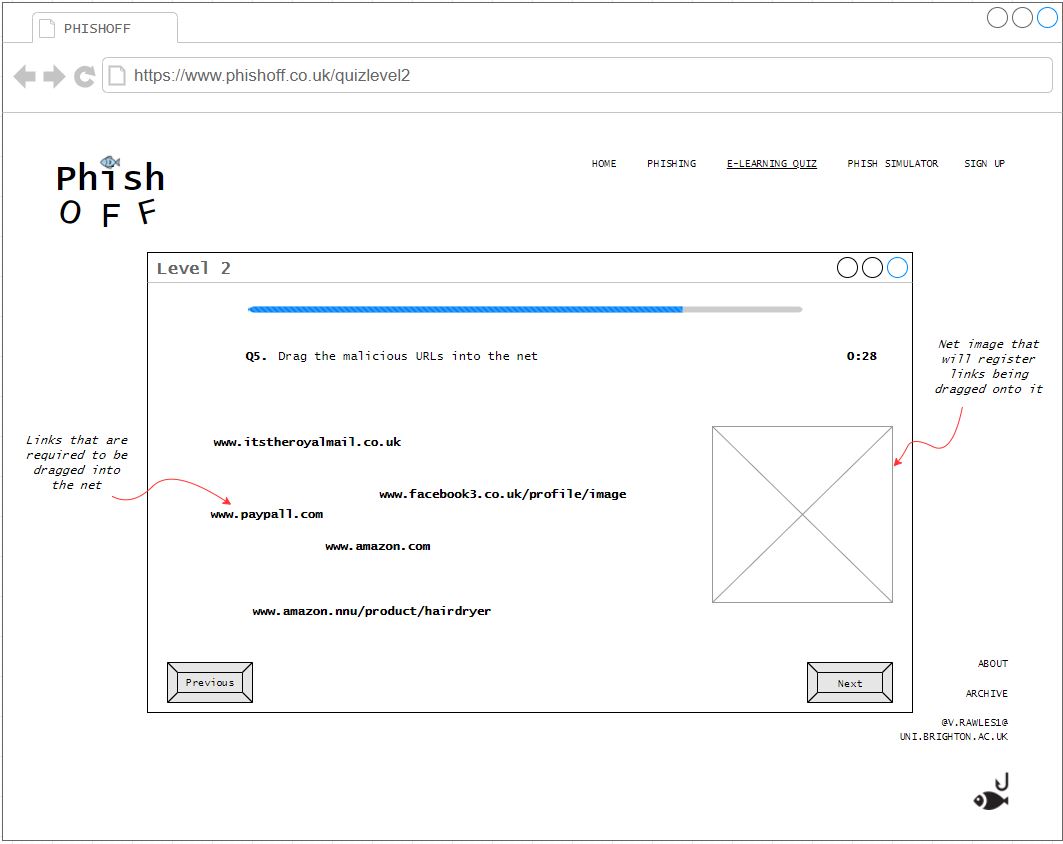 PHISHOFF
https://www.phishoff.co.uk/quizlevel2
Phish
OFF
HOME PHISHING E-LEARNING QUIZ PHISH SIMULATOR SIGN UP
Level 2
Q5. Drag the malicious URLs into the net 0:28
Net image that
will register
links being
dragged onto it
Links that are
required to be
dragged into
the net
www.itstheroyalmail.co.uk
www.facebook3.co.uk/profile/image
www.paypall.com
www.amazon.com
www.amazon.nnu/product/hairdryer
Previous
Next
ABOUT
ARCHIVE
@V.RAWLES1@
UNI.BRIGHTON.AC.UK